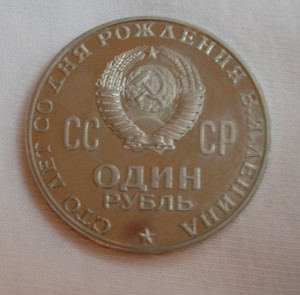 СТО ЛЕТ СО ДНЯ РОЖДЕНИЯ В.И.ЛЕНИНА
СС СР
ОДИН
РУБЛЬ